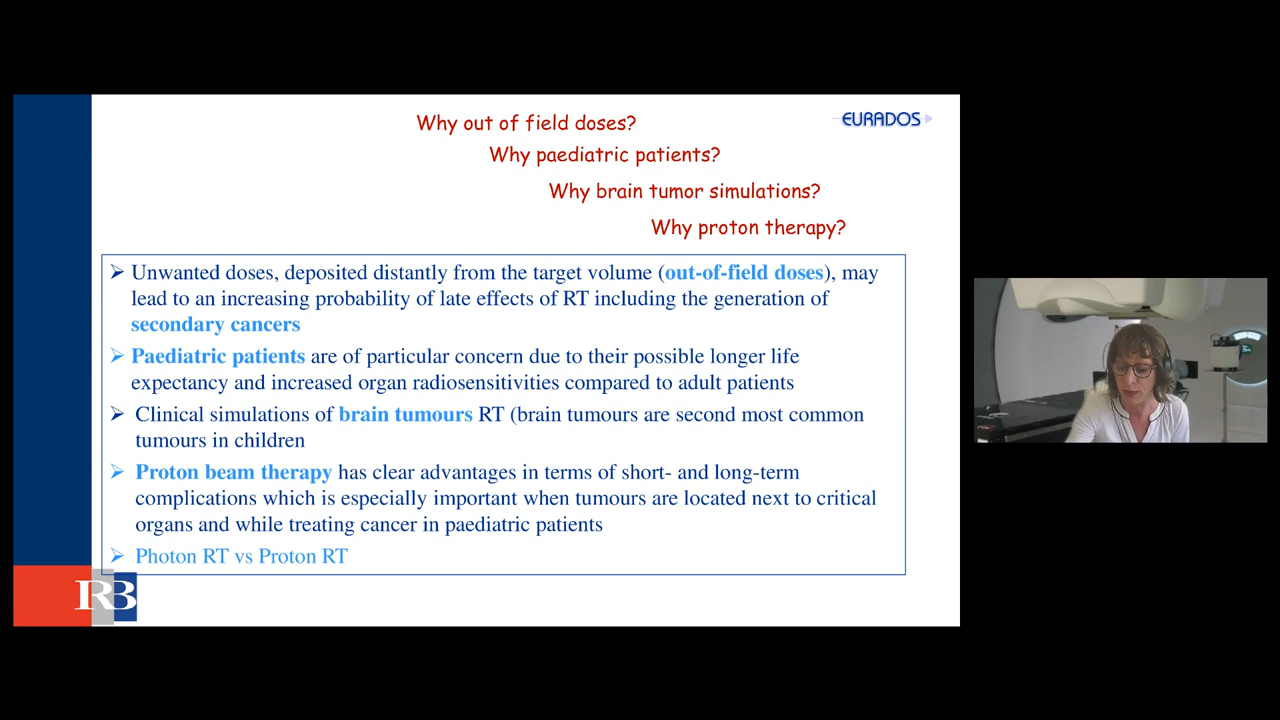 Why out of field doses?
EURADOS
Why paediatric patients?
Why brain tumor simulations?
Why proton therapy?
Unwanted doses, deposited distantly from the target volume (out-of-field doses), may
lead to an increasing probability of late effects of RT including the generation of
secondary cancers
Paediatric patients are of particular concern due to their possible longer life
expectancy and increased organ radiosensitivities compared to adult patients
Clinical simulations of brain tumours RT (brain tumours are second most common
tumours in children
Proton beam therapy has clear advantages in terms of short- and long-term
complications which is especially important when tumours are located next to critical
organs and while treating cancer in paediatric patients
Photon RT vs Proton RT
IRB